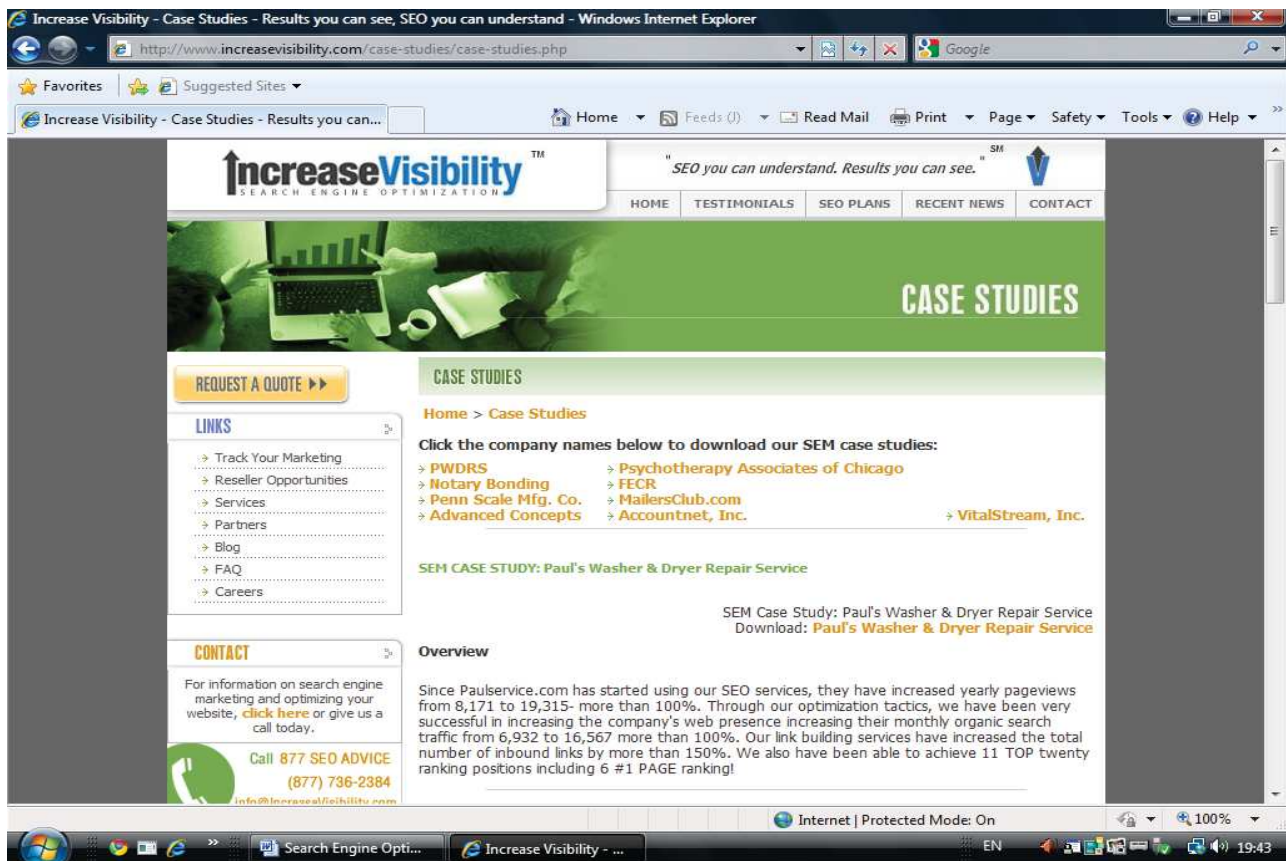 Increase Visibility - Case Studies - Results you can see, SEO you can understand - Windows Internet Explorer
http://www.increasevisibility.com/case-studies/case-studies.php
Google
Favorites
Suggested Sites
Increase Visibility - Case Studies - Results you can...
Home
Feeds (J)
Read Mail
Print
Page
Safety
Tools
Help
IncreaseVisibility TM
SEARCH ENGINE OPTIMIZATION
"SEO you can understand. Results you can see." SM
HOME
TESTIMONIALS
SEO PLANS
RECENT NEWS
CONTACT
CASE STUDIES
REQUEST A QUOTE
LINKS
Track Your Marketing
Reseller Opportunities
Services
Partners
Blog
FAQ
Careers
CONTACT
For information on search engine
marketing and optimizing your
website, click here or give us a
call today.
Call 877 SEO ADVICE
(877) 736-2384
info@IncreaseVisibility.com
CASE STUDIES
Home > Case Studies
Click the company names below to download our SEM case studies:
PWDRS Psychotherapy Associates of Chicago
Notary Bonding FECR
Penn Scale Mfg. Co. MailersClub.com
Advanced Concepts Accountnet, Inc. VitalStream, Inc.
SEM CASE STUDY: Paul's Washer & Dryer Repair Service
SEM Case Study: Paul's Washer & Dryer Repair Service
Download: Paul's Washer & Dryer Repair Service
Overview
Since Paulservice.com has started using our SEO services, they have increased yearly pageviews
from 8,171 to 19,315- more than 100%. Through our optimization tactics, we have been very
successful in increasing the company's web presence increasing their monthly organic search
traffic from 6,932 to 16,567 more than 100%. Our link building services have increased the total
number of inbound links by more than 150%. We also have been able to achieve 11 TOP twenty
ranking positions including 6 #1 PAGE ranking!
Internet | Protected Mode: On
100%
Search Engine Opti...
Increase Visibility - ...
EN
19:43